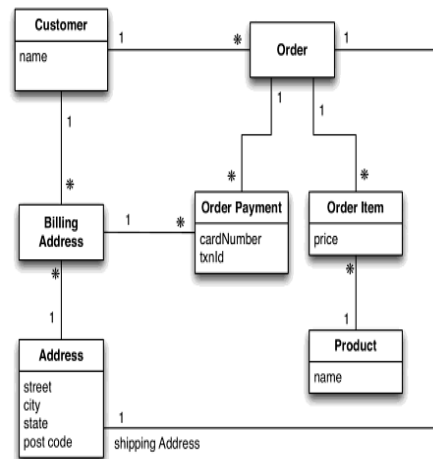 Customer
name
1
*
Order
1
1
*
1
1
*
*
Billing
Address
1
*
Order Payment
cardNumber
txnId
Order Item
price
*
1
*
1
Address
street
city
state
post code
Product
name
1
shipping Address